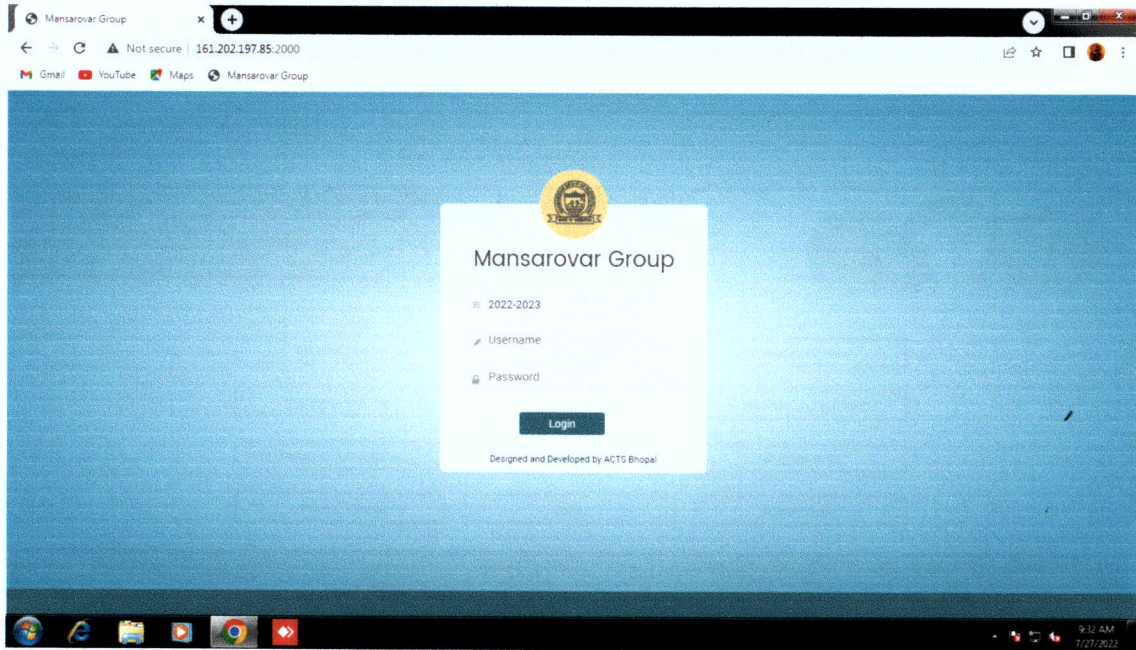 Mansarovar Group
Not secure 161.202.197.85:2000
Gmail YouTube Maps Mansarovar Group
Mansarovar Group
2022-2023
Username
Password
Login
Designed and Developed by ACTS Bhopal
9:32 AM
7/27/2022